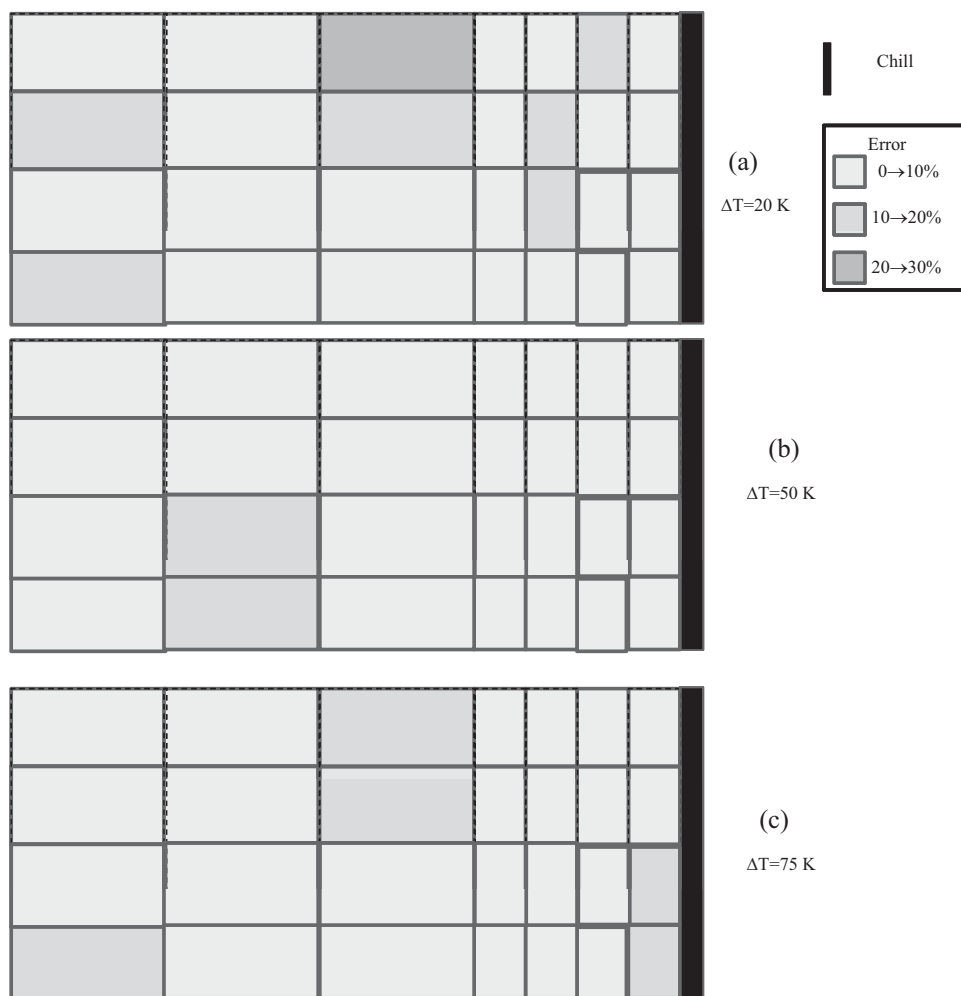 Chill
Error
0→10%
10→20%
20→30%
(a)
ΔT=20 K
(b)
ΔT=50 K
(c)
ΔT=75 K